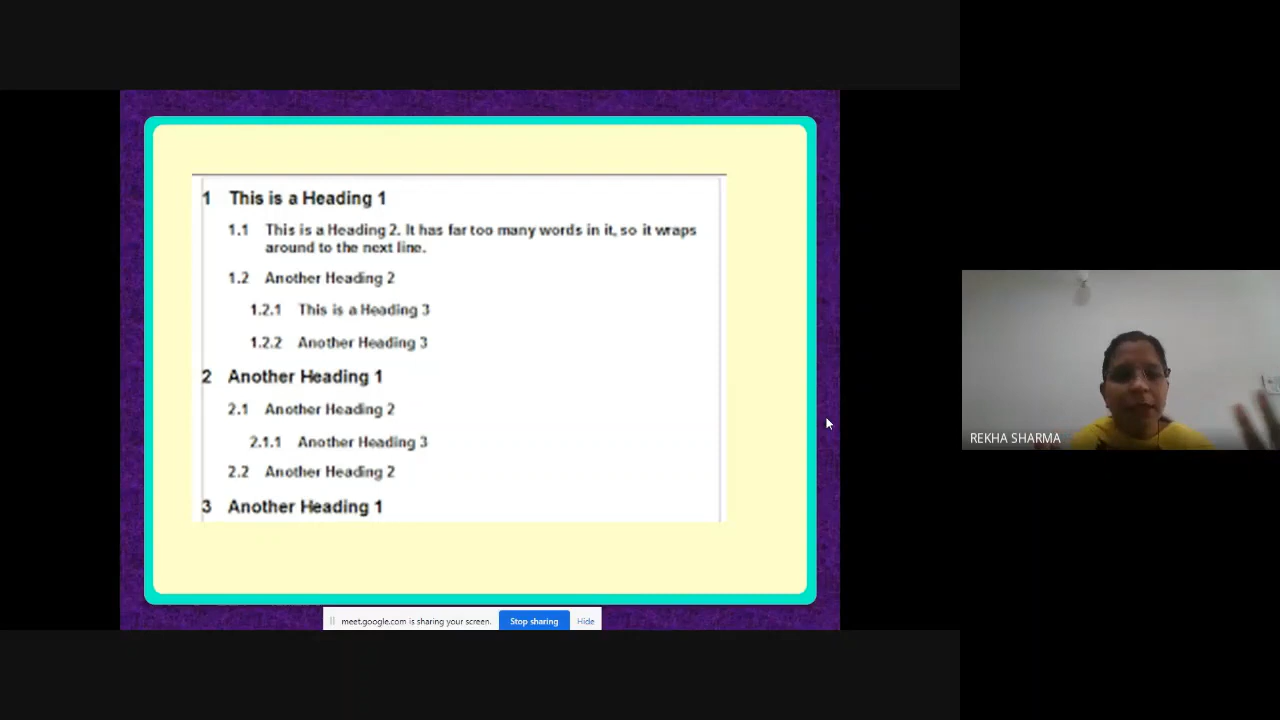 1 This is a Heading 1
1.1 This is a Heading 2. It has far too many words in it, so it wraps
around to the next line.
1.2 Another Heading 2
1.2.1 This is a Heading 3
1.2.2 Another Heading 3
2 Another Heading 1
2.1 Another Heading 2
2.1.1 Another Heading 3
2.2 Another Heading 2
3 Another Heading 1
meet.google.com is sharing your screen. Stop sharing Hide
REKHA SHARMA